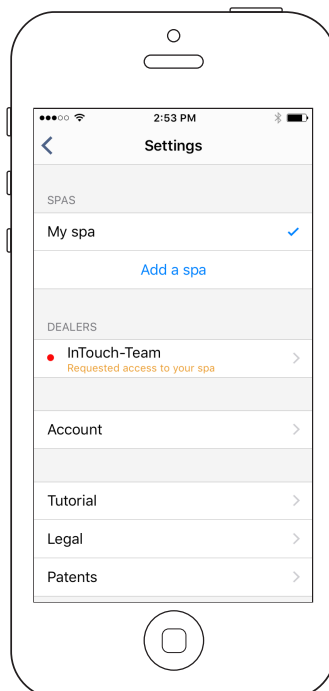 2:53 PM
Settings
SPAS
My spa
Add a spa
DEALERS
InTouch-Team
Requested access to your spa
Account
Tutorial
Legal
Patents